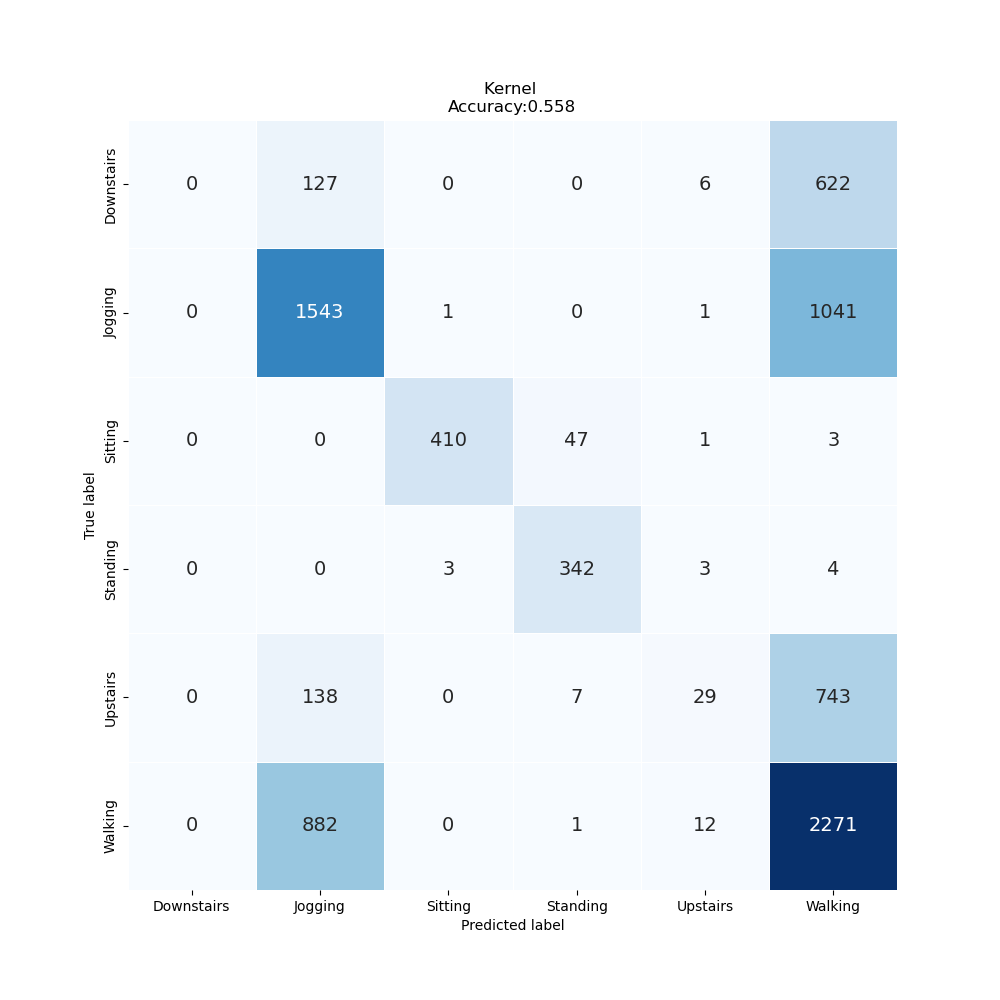 Kernel
Accuracy:0.558
Downstairs 0 127 0 0 6 622
Jogging 0 1543 1 0 1 1041
Sitting 0 0 410 47 1 3
Standing 0 0 3 342 3 4
Upstairs 0 138 0 7 29 743
Walking 0 882 0 1 12 2271
True label
Downstairs Jogging Sitting Standing Upstairs Walking
Predicted label